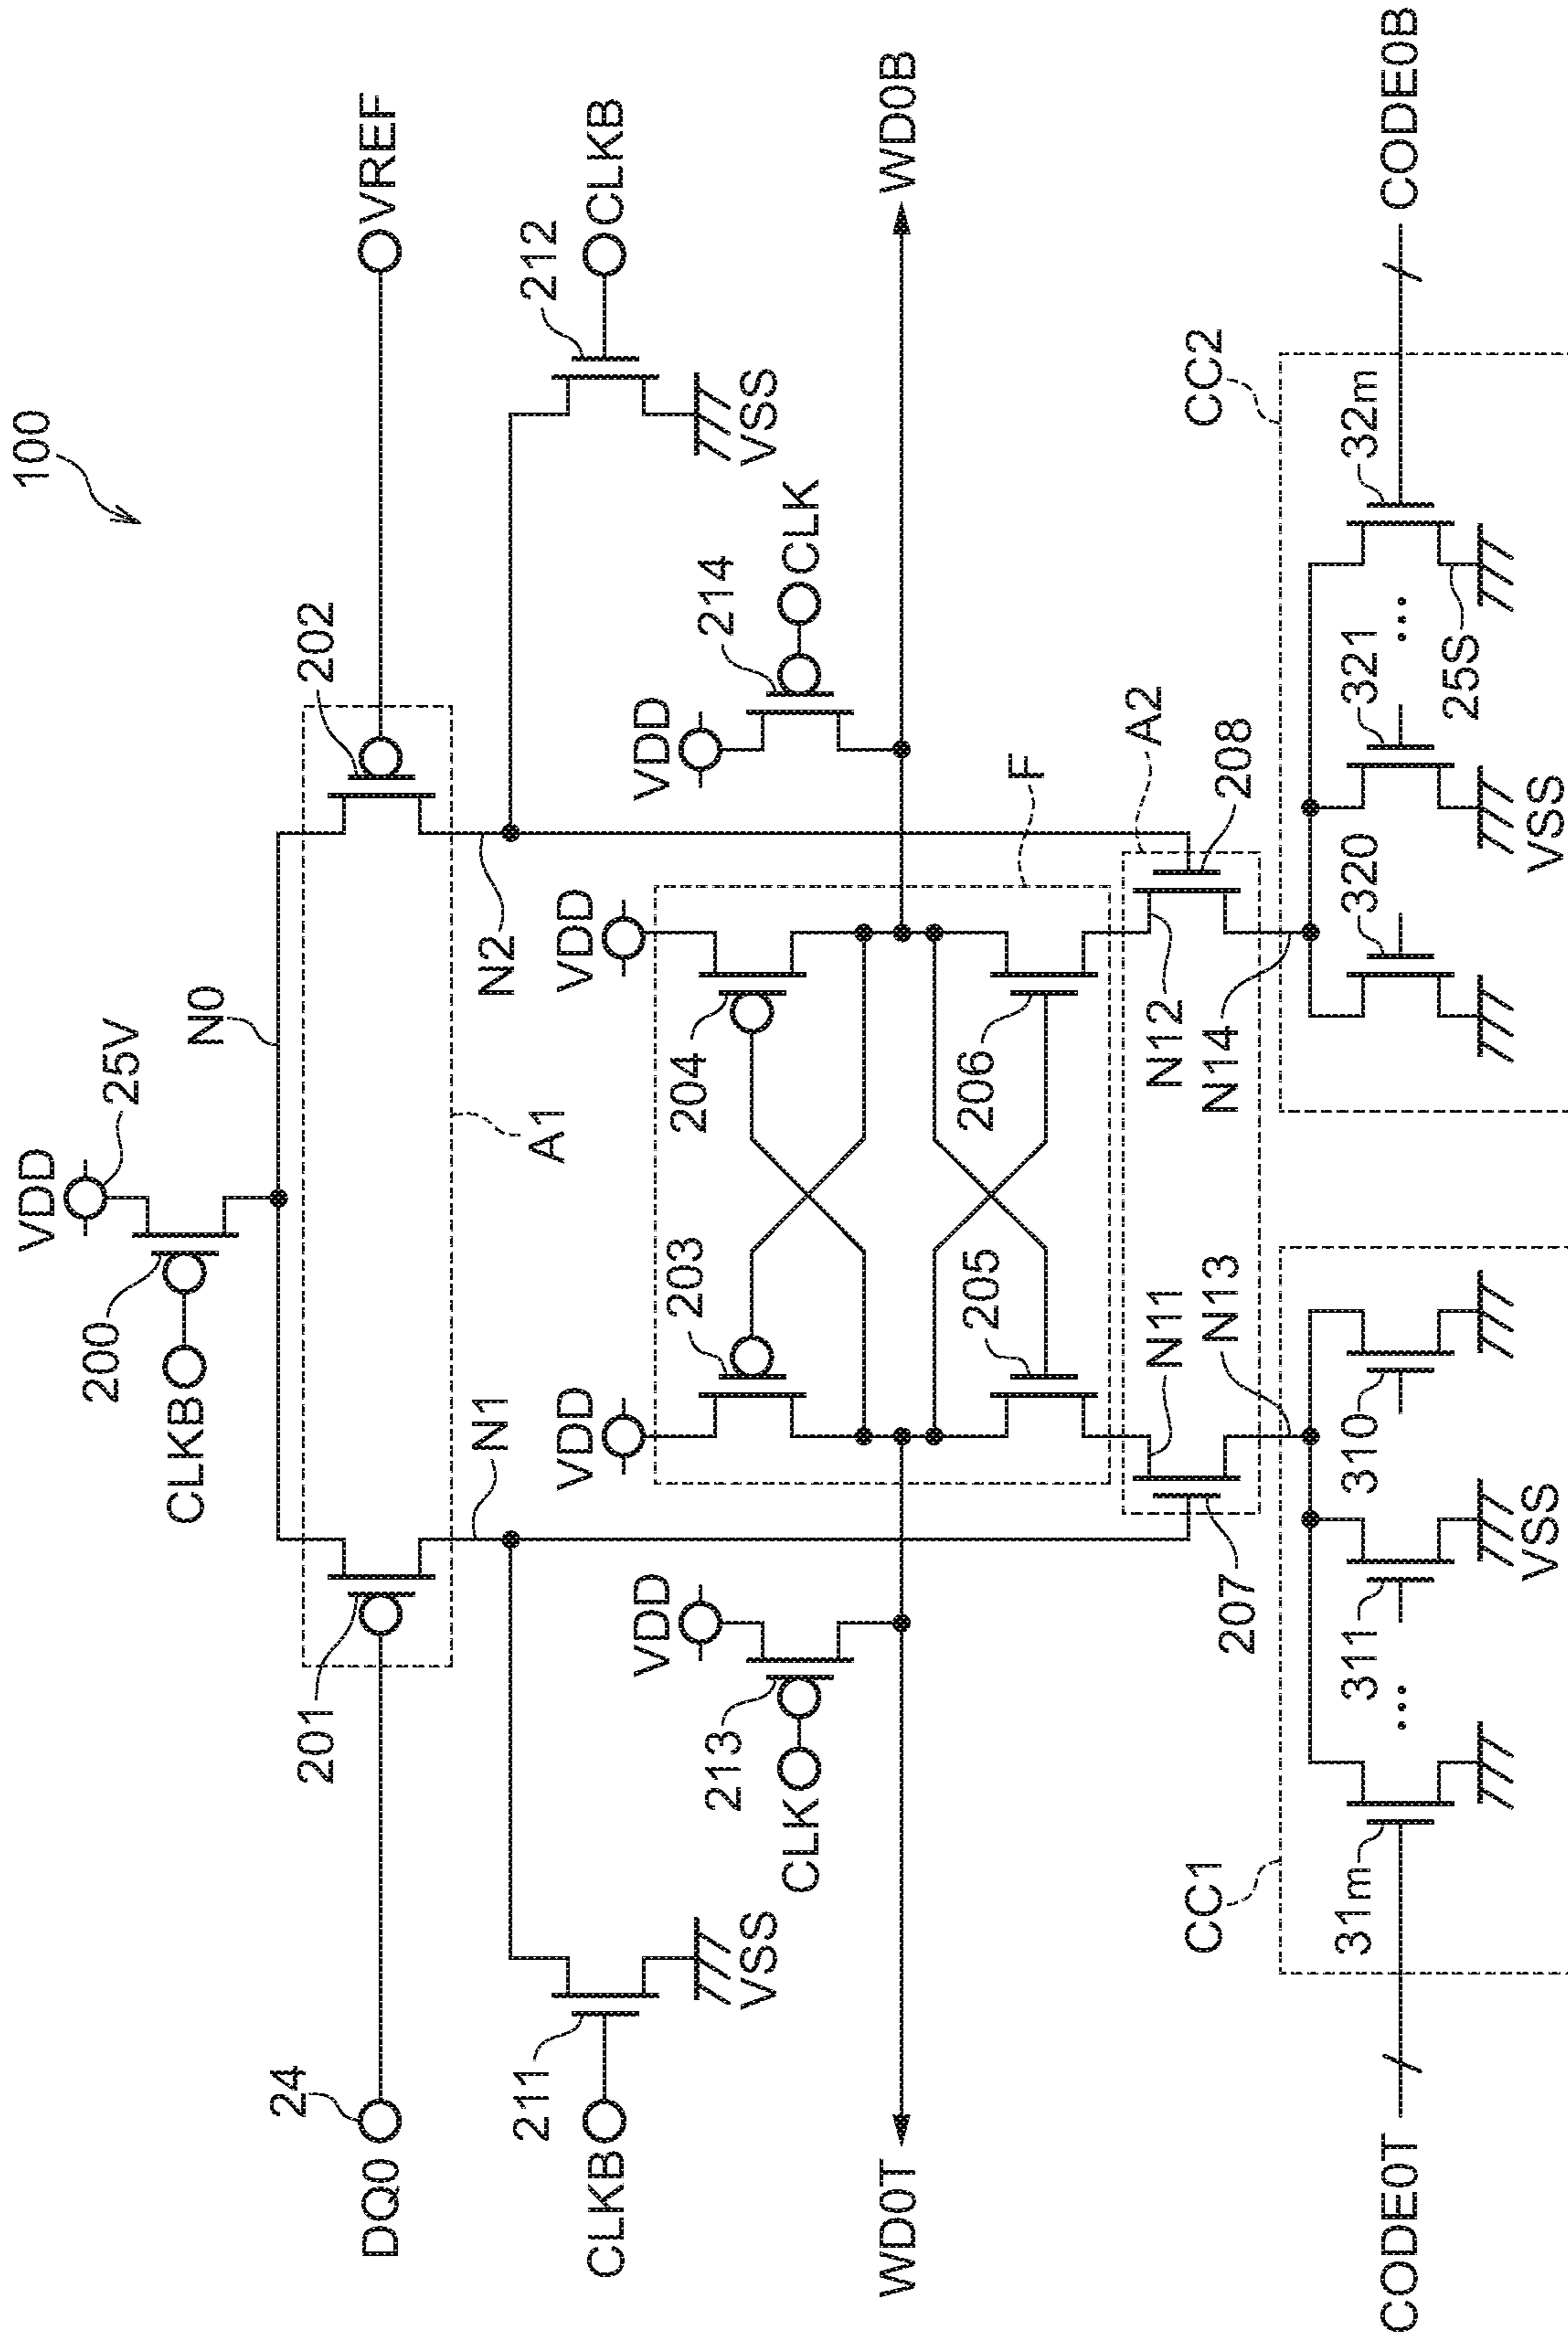 100
VDD
25V
200
CLKB
N0
24
DQ0
201
A1
202
VREF
N1
N2
211
CLKB
VSS
212
CLKB
VSS
213
CLK
VDD
VDD
203
VDD
204
VDD
214
CLK
F
WD0T
WD0B
205
206
207
N11
N13
N12
N14
A2
208
CC1
CC2
CODE0T
31m
...
311
310
VSS
320
321
...
32m
CODE0B
25S
VSS